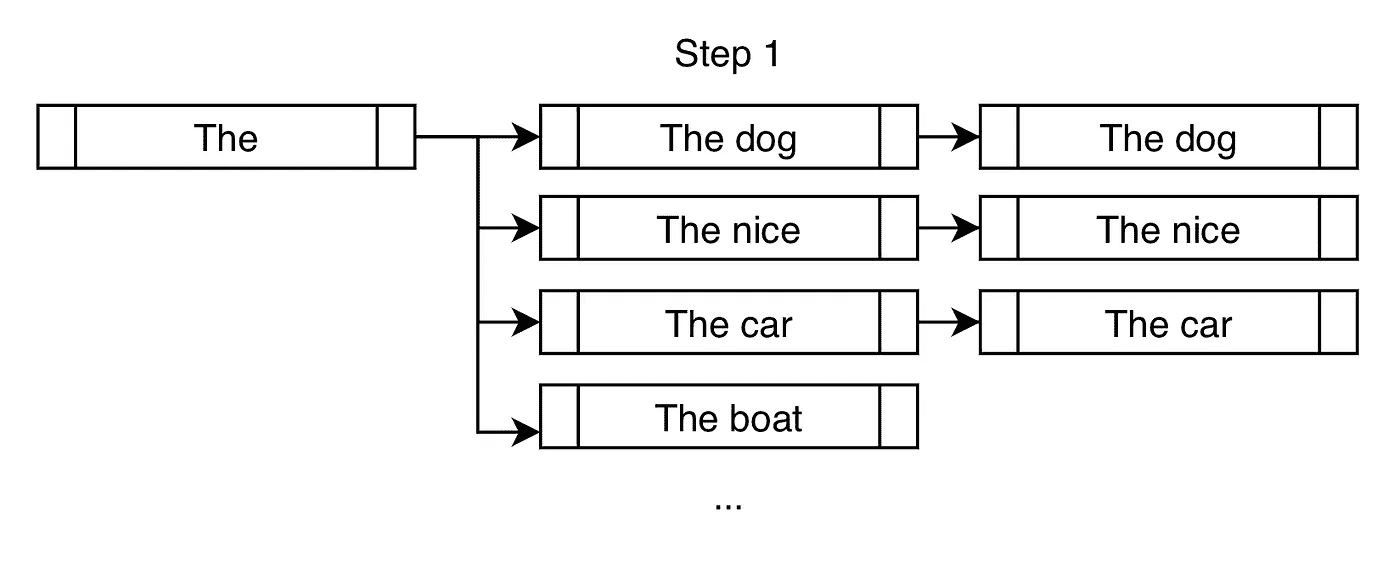 Step 1
The
The dog
The dog
The nice
The nice
The car
The car
The boat
...